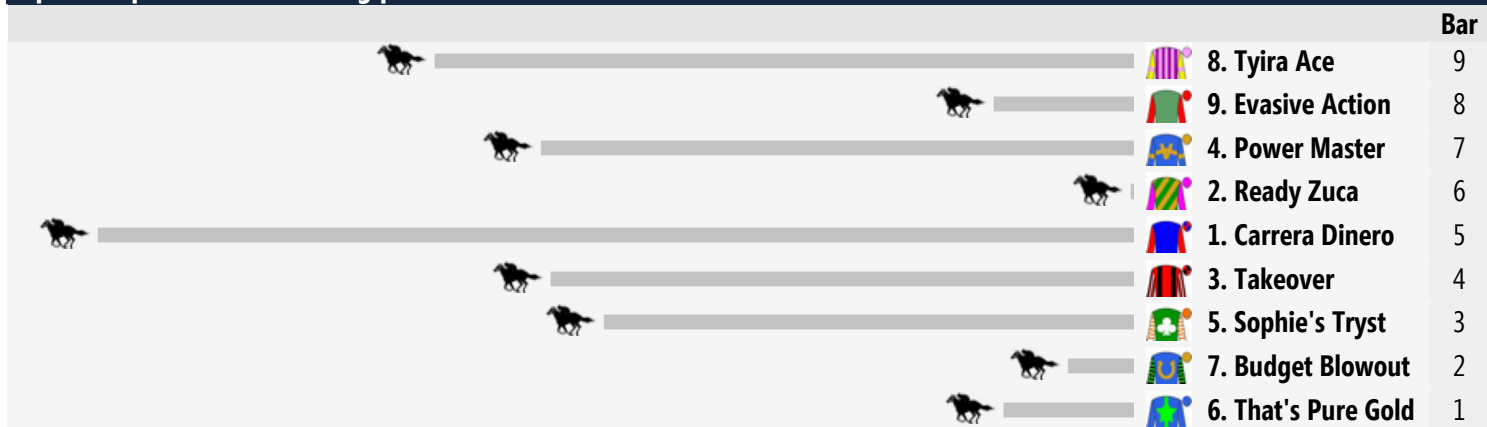 Bar
8. Tyira Ace 9
9. Evasive Action 8
4. Power Master 7
2. Ready Zuca 6
1. Carrera Dinero 5
3. Takeover 4
5. Sophie's Tryst 3
7. Budget Blowout 2
6. That's Pure Gold 1